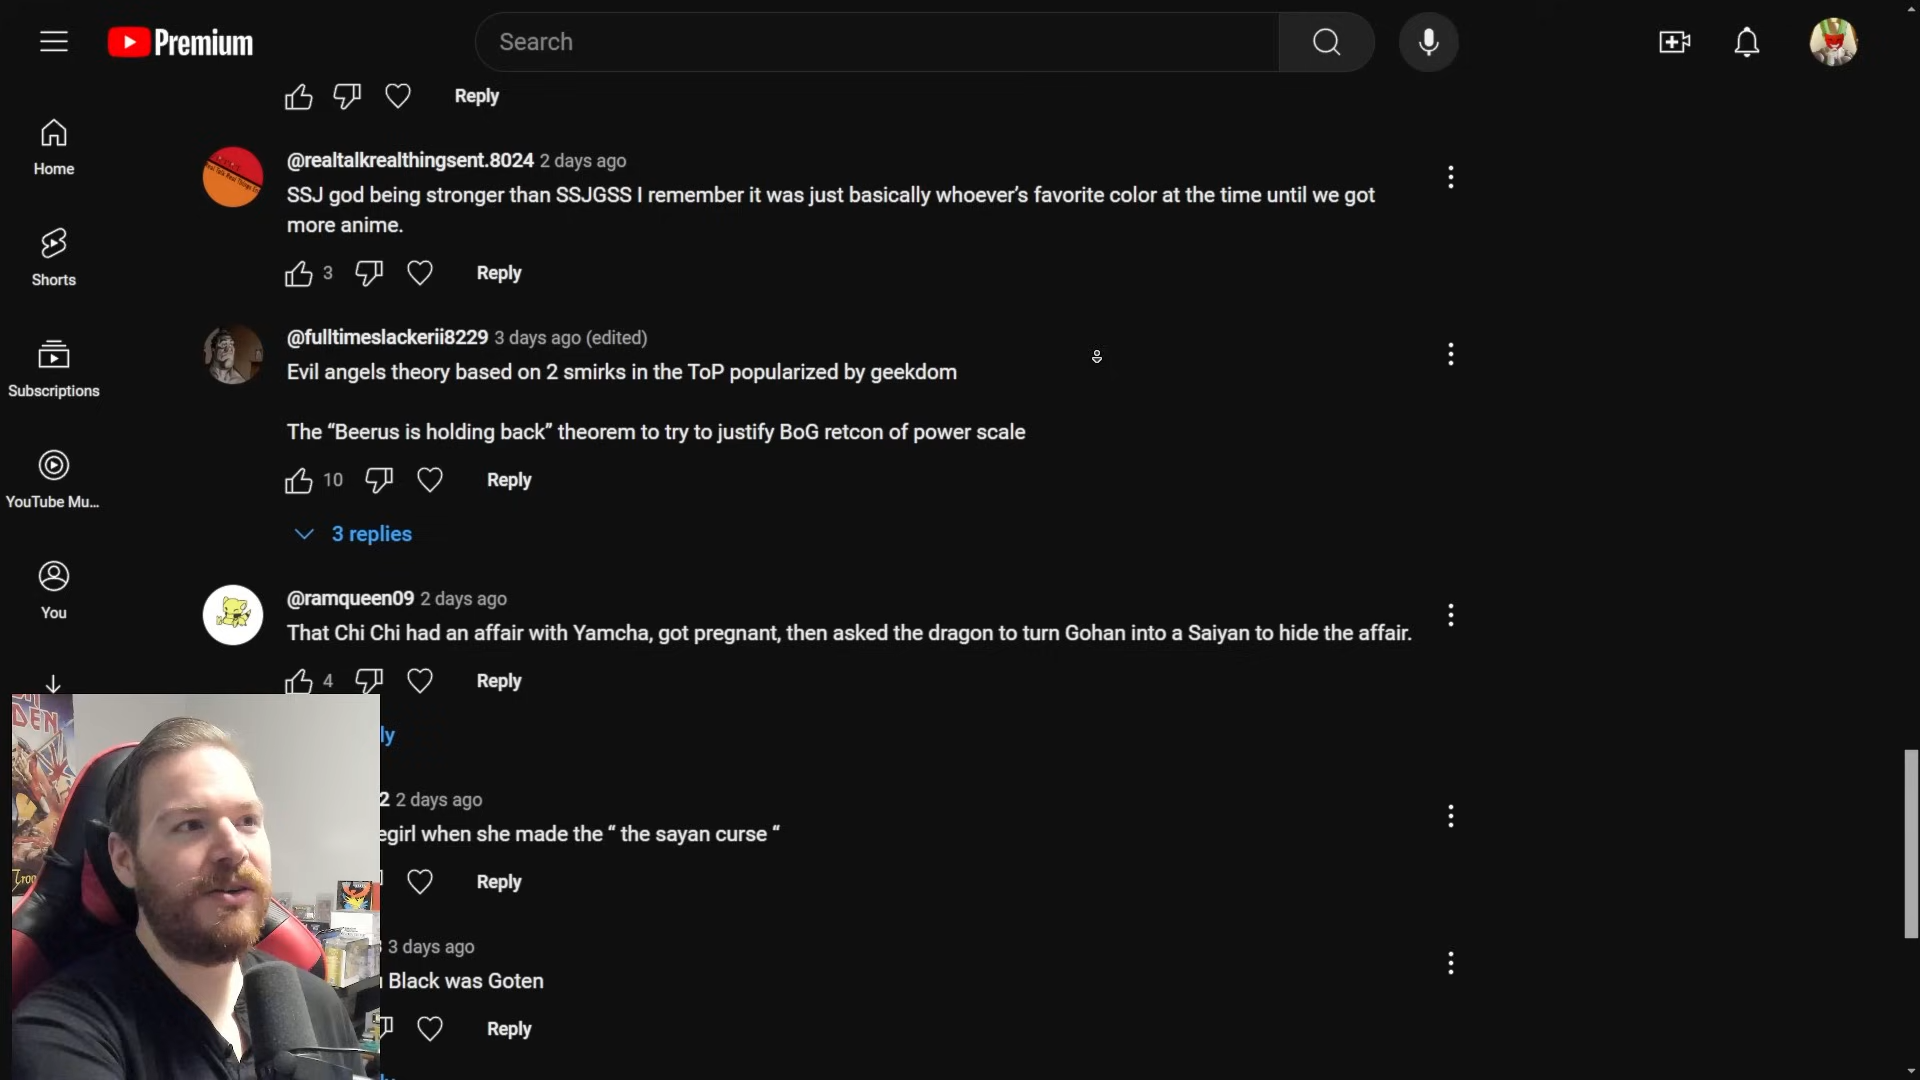 Premium
Search
Reply
Home
@realtalkrealthingsent.8024 2 days ago
SSJ god being stronger than SSJGSS I remember it was just basically whoever’s favorite color at the time until we got
more anime.
3 Reply
Shorts
@fulltimeslackerii8229 3 days ago (edited)
Evil angels theory based on 2 smirks in the ToP popularized by geekdom
Subscriptions
The “Beerus is holding back” theorem to try to justify BoG retcon of power scale
10 Reply
YouTube Mu...
3 replies
You
@ramqueen09 2 days ago
That Chi Chi had an affair with Yamcha, got pregnant, then asked the dragon to turn Gohan into a Saiyan to hide the affair.
4 Reply
ly
2 2 days ago
egirl when she made the “ the sayan curse “
Reply
3 days ago
Black was Goten
Reply